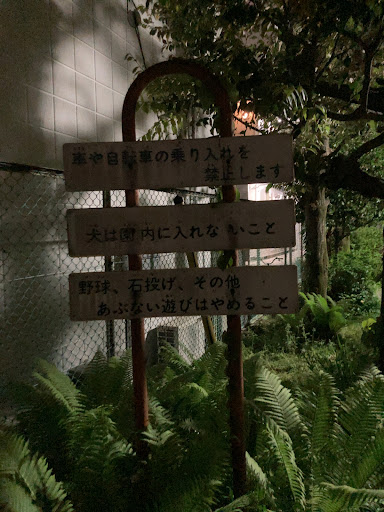 車や自転車の乗り入れを
禁止します
犬は園内に入れないこと
野球、石投げ、その他
あぶない遊びはやめること